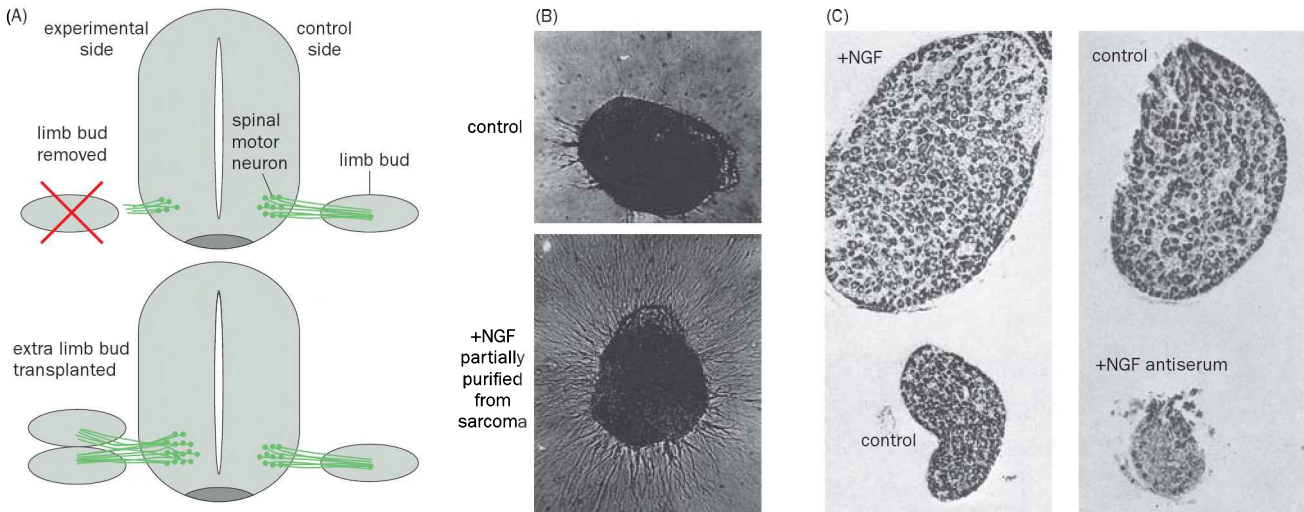 (A)
experimental
side
control
side
limb bud
removed
spinal
motor
neuron
limb bud
extra limb bud
transplanted
(B)
control
+NGF
partially
purified
from
sarcoma
(C)
+NGF
control
control
+NGF antiserum